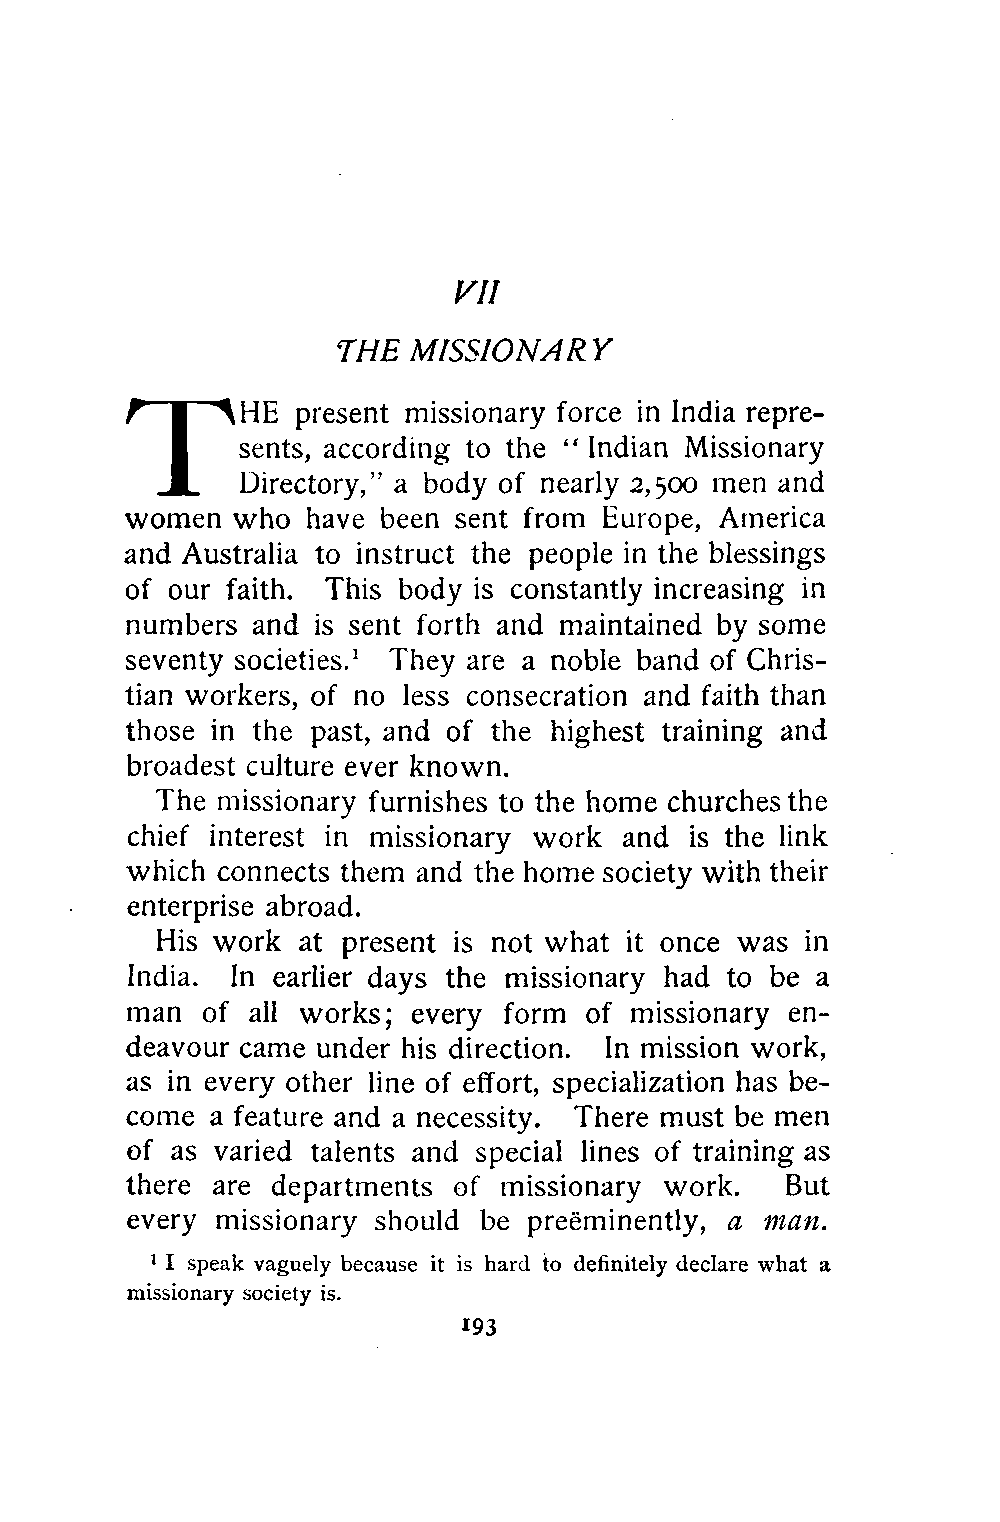 VII
THE MISSIONARY
THE present missionary force in India repre-
sents, according to the “Indian Missionary
Directory,” a body of nearly 2,500 men and
women who have been sent from Europe, America
and Australia to instruct the people in the blessings
of our faith. This body is constantly increasing in
numbers and is sent forth and maintained by some
seventy societies.¹ They are a noble band of Chris-
tian workers, of no less consecration and faith than
those in the past, and of the highest training and
broadest culture ever known.
The missionary furnishes to the home churches the
chief interest in missionary work and is the link
which connects them and the home society with their
enterprise abroad.
His work at present is not what it once was in
India. In earlier days the missionary had to be a
man of all works; every form of missionary en-
deavour came under his direction. In mission work,
as in every other line of effort, specialization has be-
come a feature and a necessity. There must be men
of as varied talents and special lines of training as
there are departments of missionary work. But
every missionary should be preëminently, a man.
¹ I speak vaguely because it is hard to definitely declare what a
missionary society is.
193